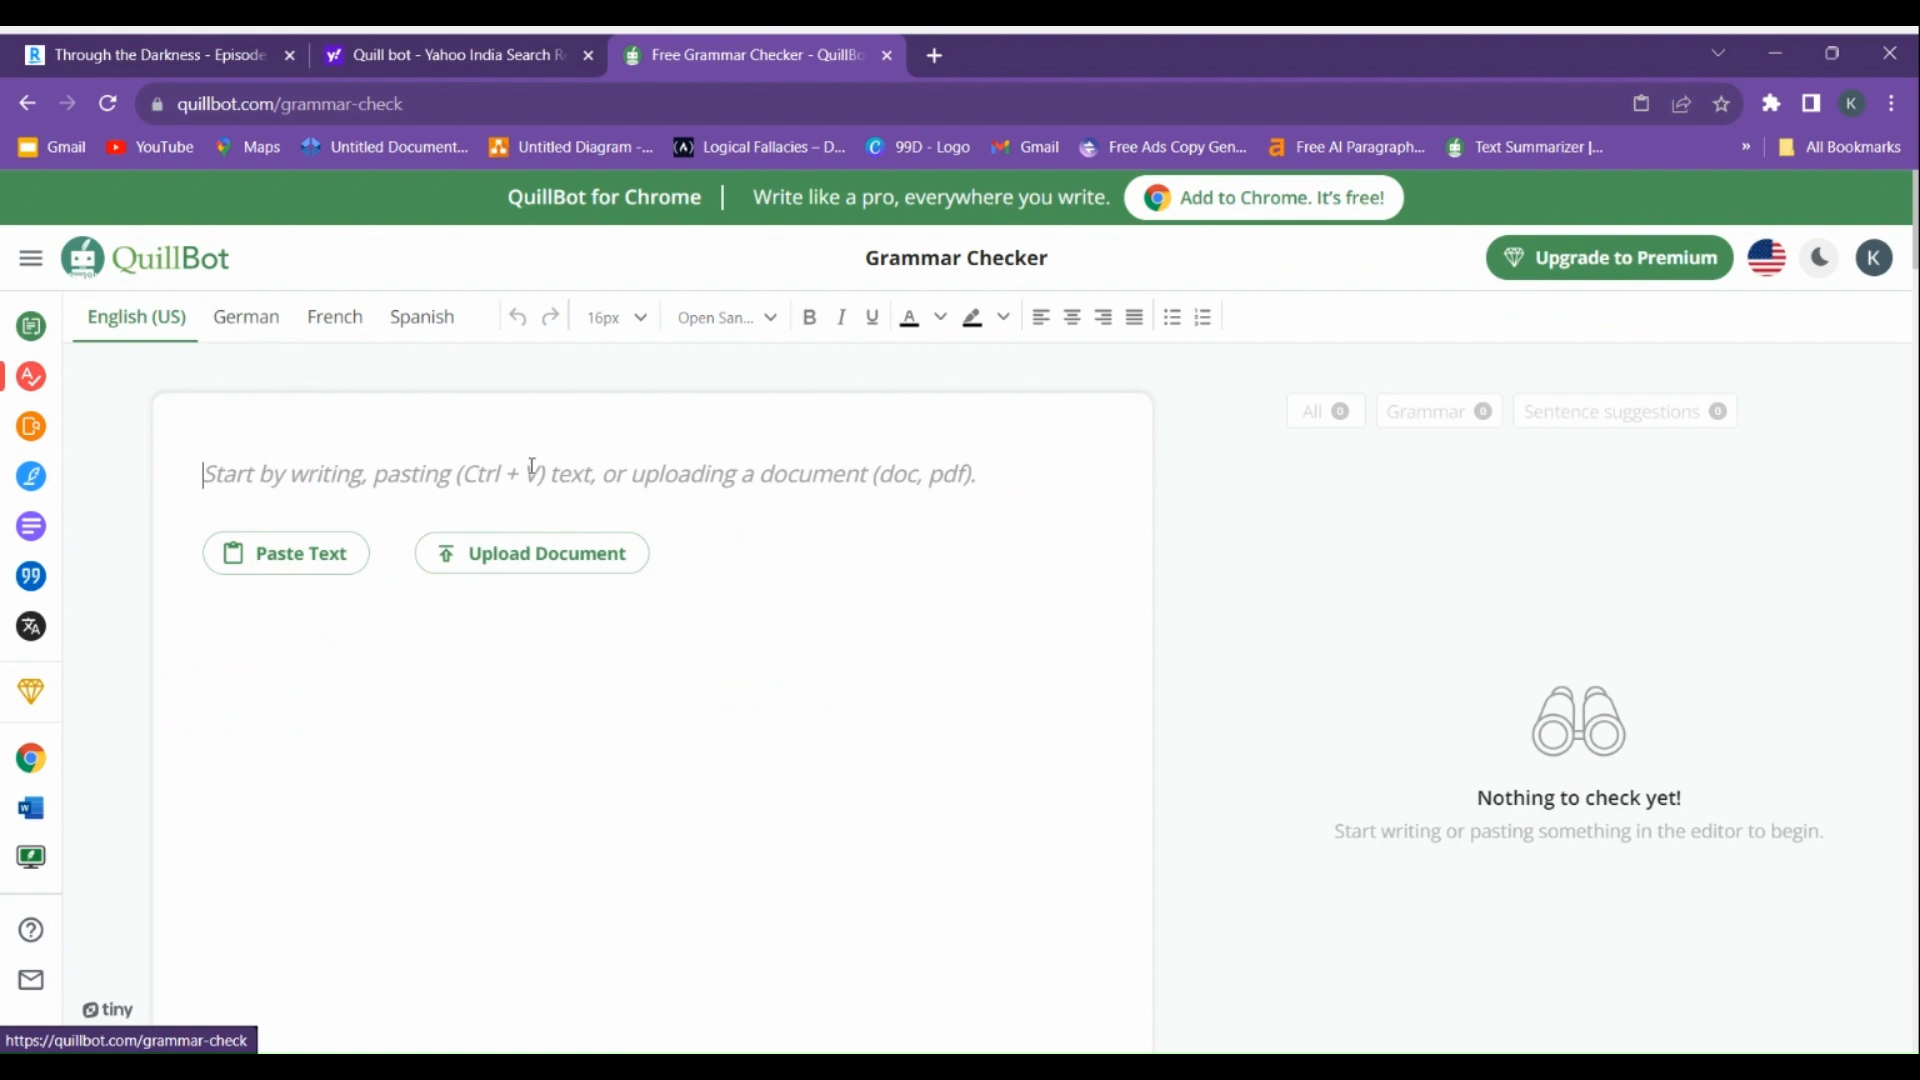 Through the Darkness - Episode
Quill bot - Yahoo India Search Re
Free Grammar Checker - QuillBo
quillbot.com/grammar-check
K
Gmail
YouTube
Maps
Untitled Document...
Untitled Diagram -...
Logical Fallacies – D...
99D - Logo
Gmail
Free Ads Copy Gen...
Free AI Paragraph...
Text Summarizer |...
»
All Bookmarks
QuillBot for Chrome | Write like a pro, everywhere you write.
Add to Chrome. It's free!
QuillBot
Grammar Checker
Upgrade to Premium
K
English (US)
German
French
Spanish
16px
Open San...
B I U A
All 0
Grammar 0
Sentence suggestions 0
Start by writing, pasting (Ctrl + V) text, or uploading a document (doc, pdf).
Paste Text
Upload Document
Nothing to check yet!
Start writing or pasting something in the editor to begin.
tiny
https://quillbot.com/grammar-check